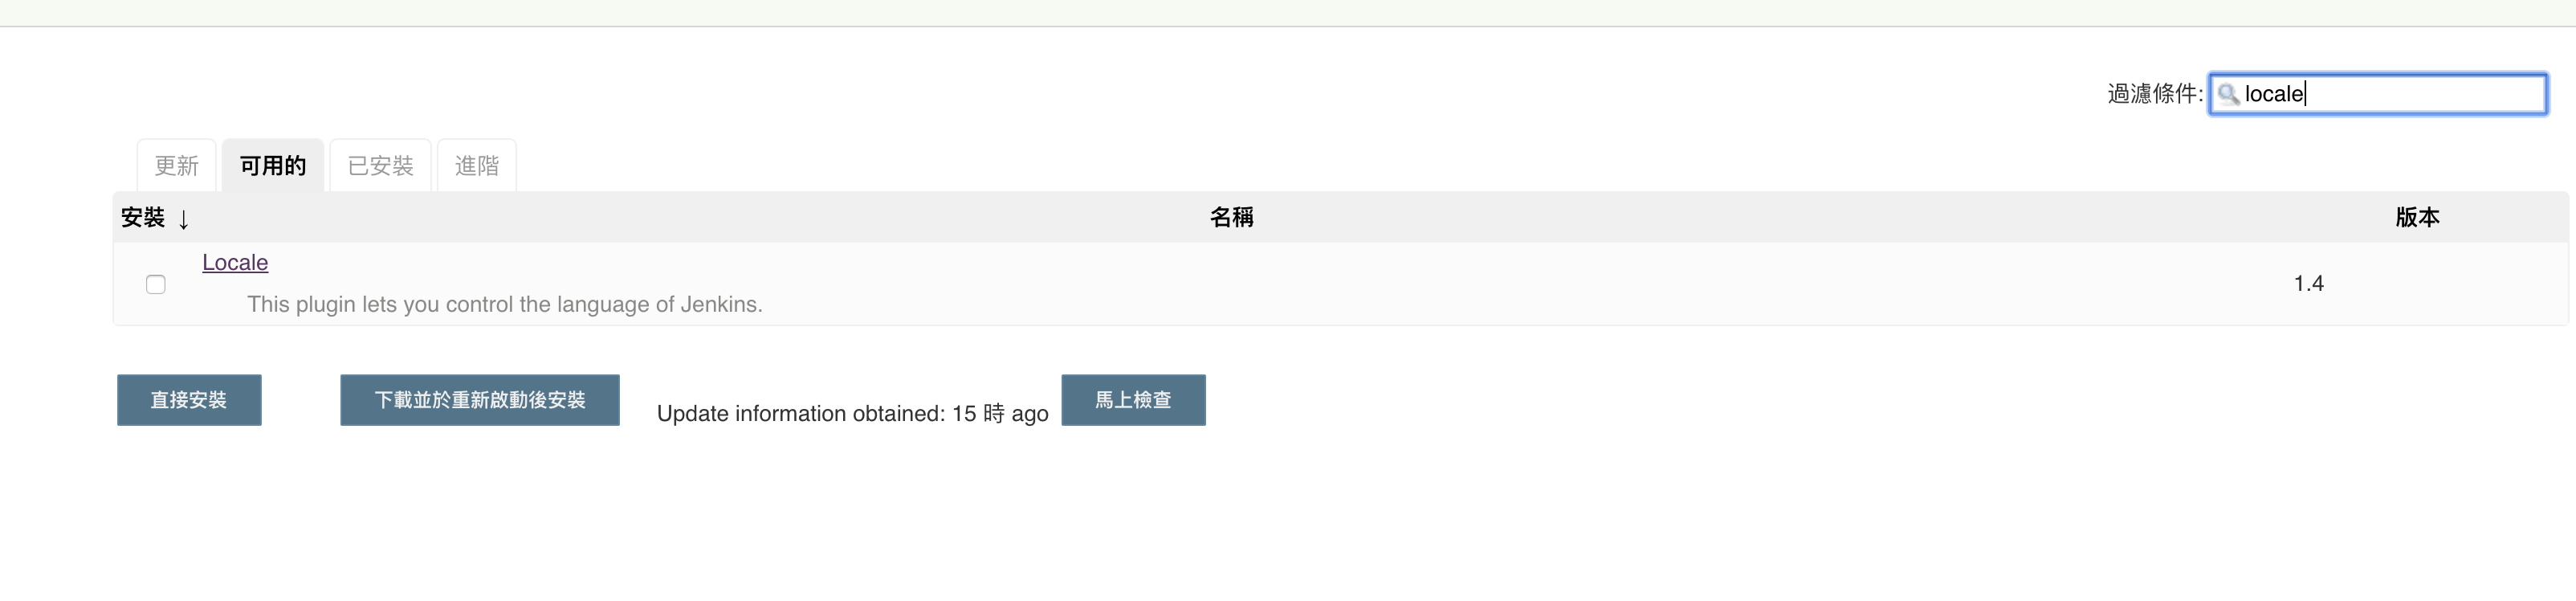 過濾條件: locale
更新 可用的 已安裝 進階
安裝 ↓ 名稱 版本
Locale
This plugin lets you control the language of Jenkins.
1.4
直接安裝 下載並於重新啟動後安裝 Update information obtained: 15 時 ago 馬上檢查